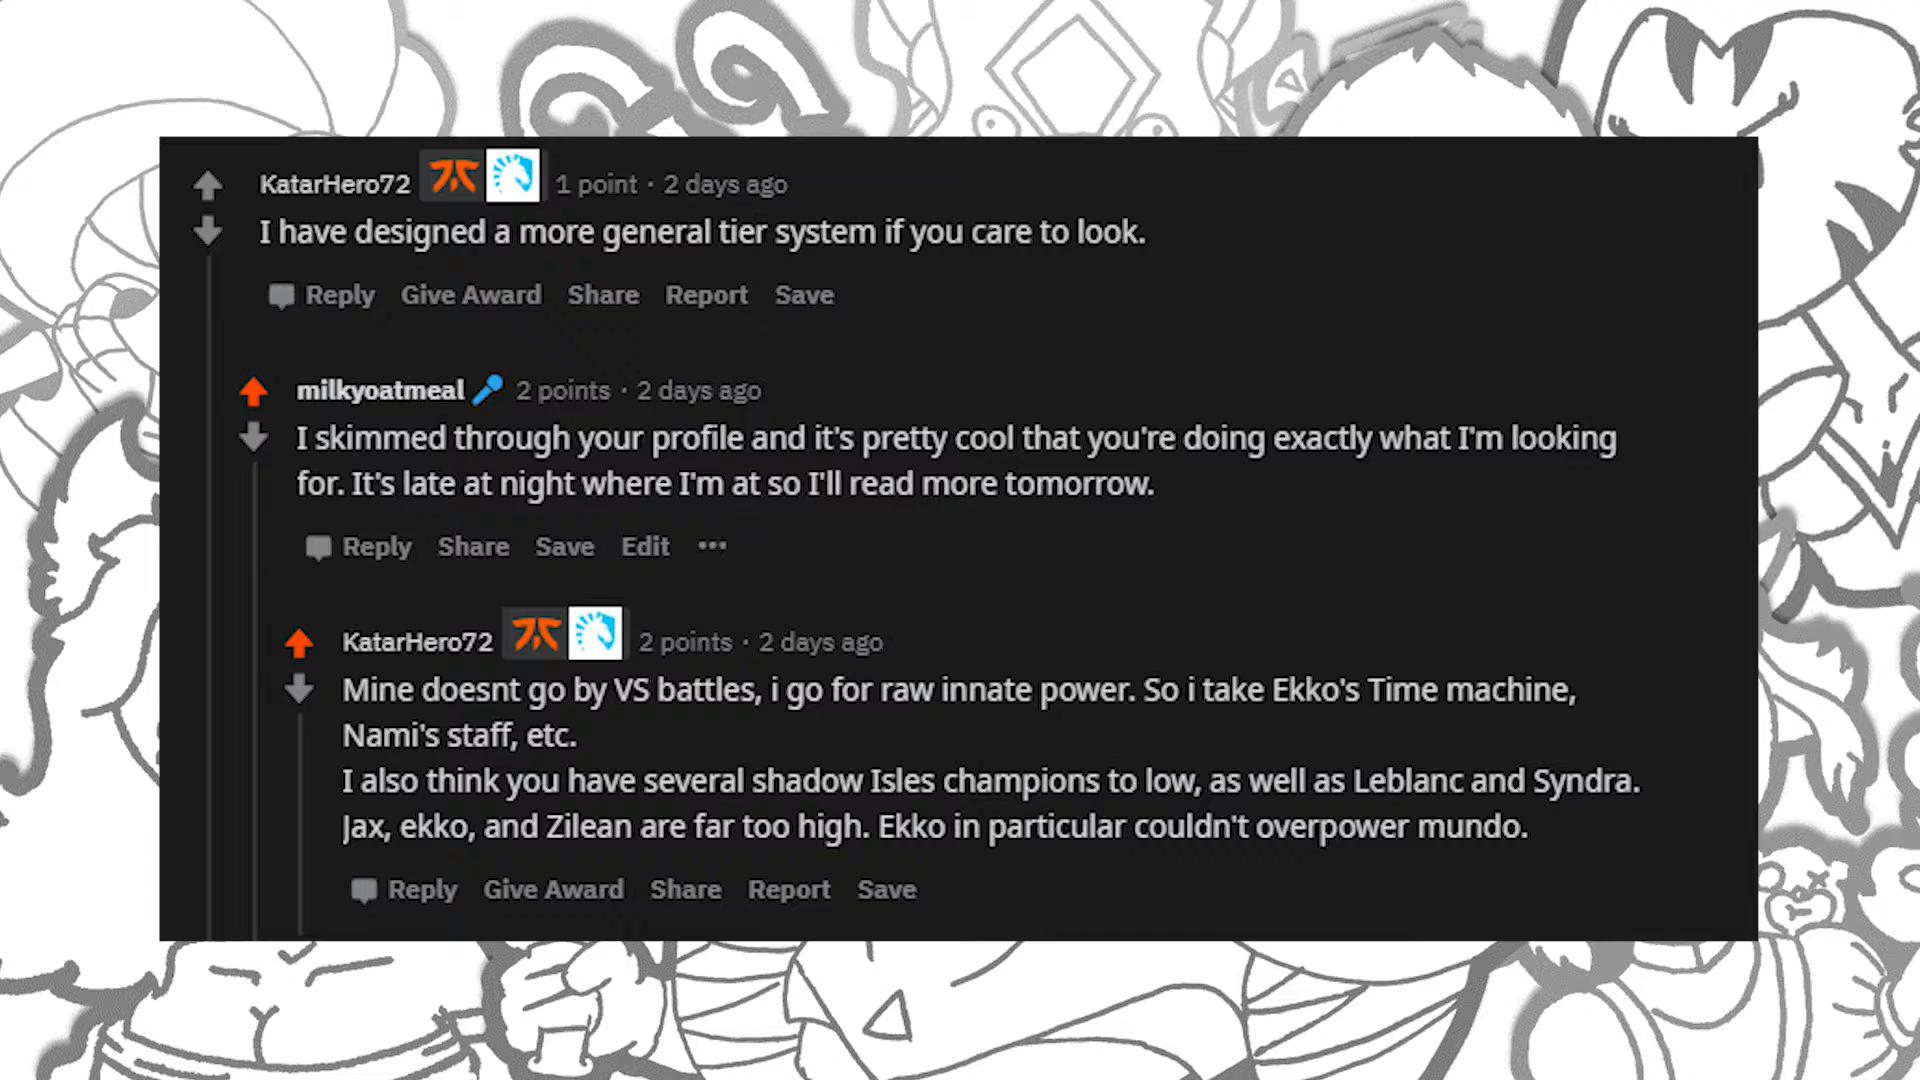 KatarHero72 1 point · 2 days ago
I have designed a more general tier system if you care to look.
Reply Give Award Share Report Save
milkyoatmeal 2 points · 2 days ago
I skimmed through your profile and it's pretty cool that you're doing exactly what I'm looking
for. It's late at night where I'm at so I'll read more tomorrow.
Reply Share Save Edit ···
KatarHero72 2 points · 2 days ago
Mine doesnt go by VS battles, i go for raw innate power. So i take Ekko's Time machine,
Nami's staff, etc.
I also think you have several shadow Isles champions to low, as well as Leblanc and Syndra.
Jax, ekko, and Zilean are far too high. Ekko in particular couldn't overpower mundo.
Reply Give Award Share Report Save